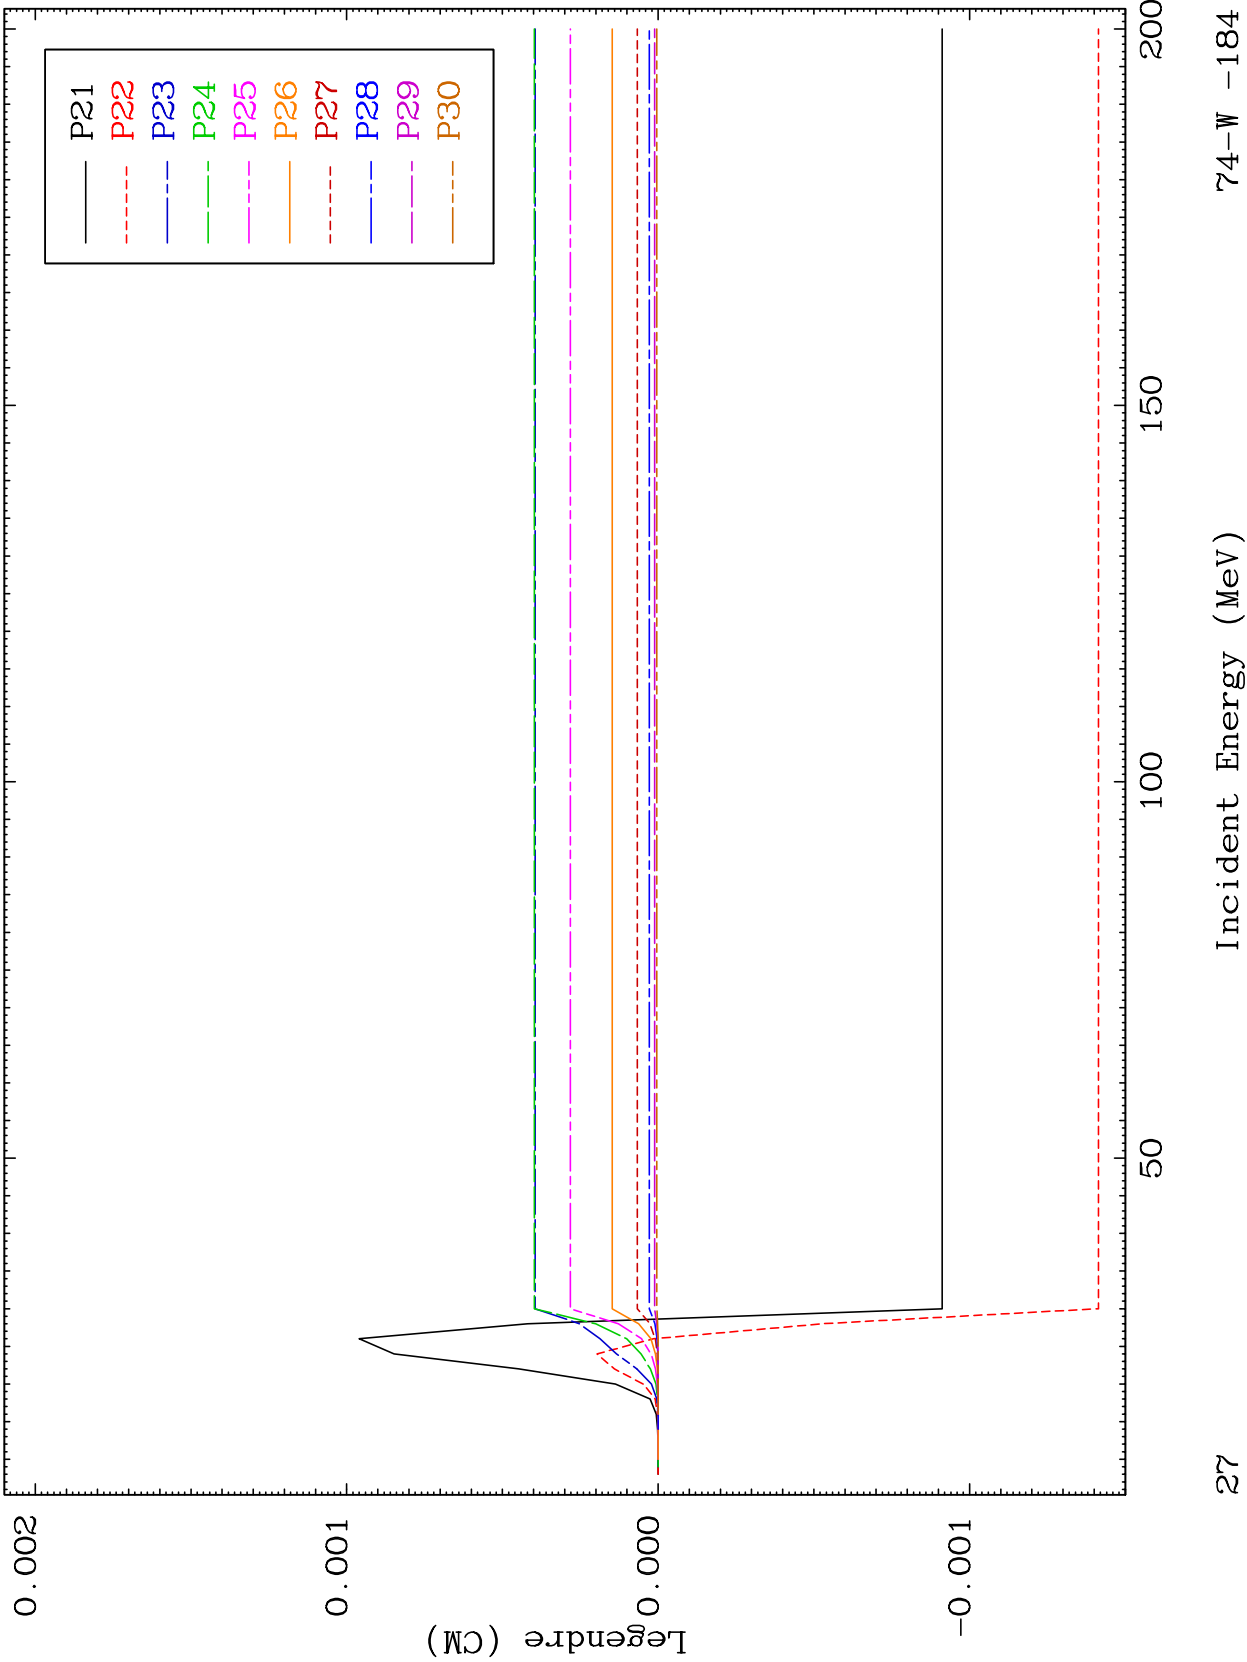 0.002
0.001
0.000
-0.001
Legendre (CM)
P21
P22
P23
P24
P25
P26
P27
P28
P29
P30
50
100
150
200
27
Incident Energy (MeV)
74-W -184